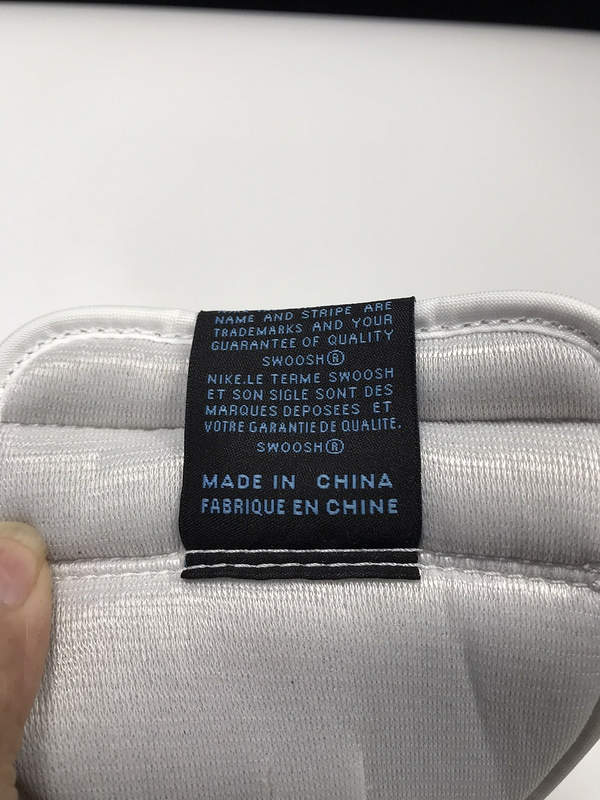 NAME AND STRIPE ARE
TRADEMARKS AND YOUR
GUARANTEE OF QUALITY
SWOOSH®
NIKE.LE TERME SWOOSH
ET SON SIGLE SONT DES
MARQUES DEPOSEES ET
VOTRE GARANTIE DE QUALITE.
SWOOSH®
MADE IN CHINA
FABRIQUE EN CHINE